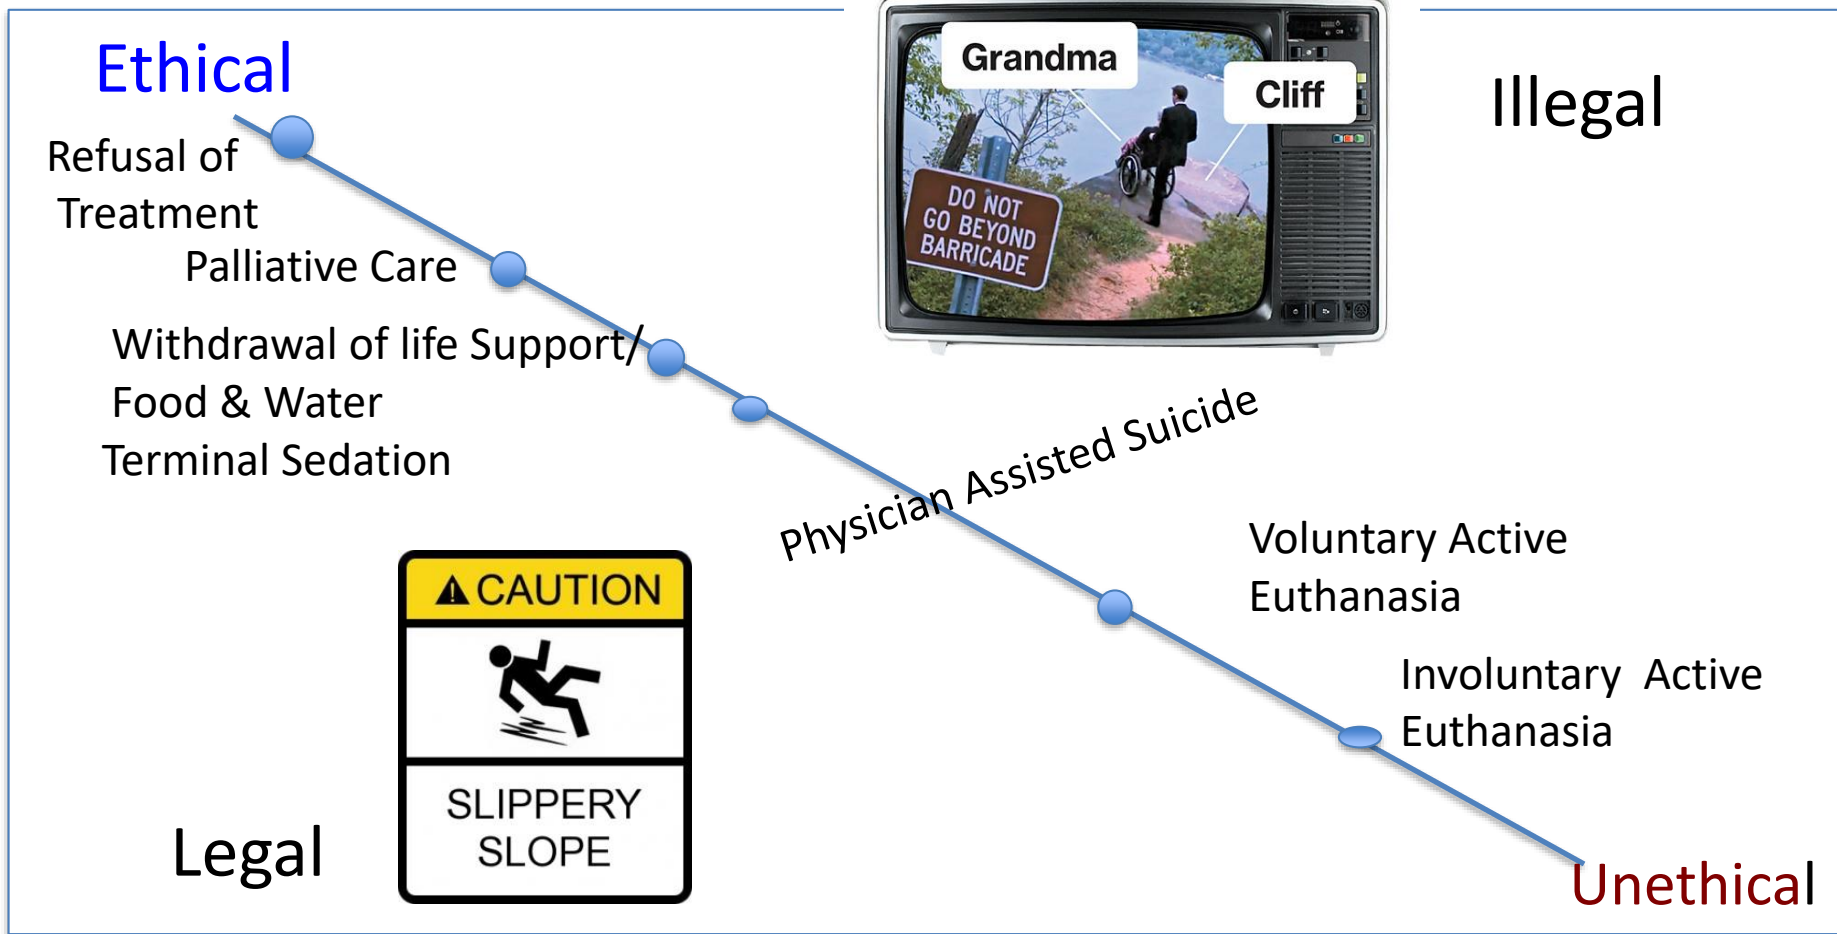 Ethical
Refusal of
Treatment
Palliative Care
Withdrawal of life Support/
Food & Water
Terminal Sedation
Grandma
Cliff
DO NOT
GO BEYOND
BARRICADE
Illegal
Physician Assisted Suicide
Voluntary Active
Euthanasia
Involuntary  Active
Euthanasia
CAUTION
SLIPPERY
SLOPE
Legal
Unethical